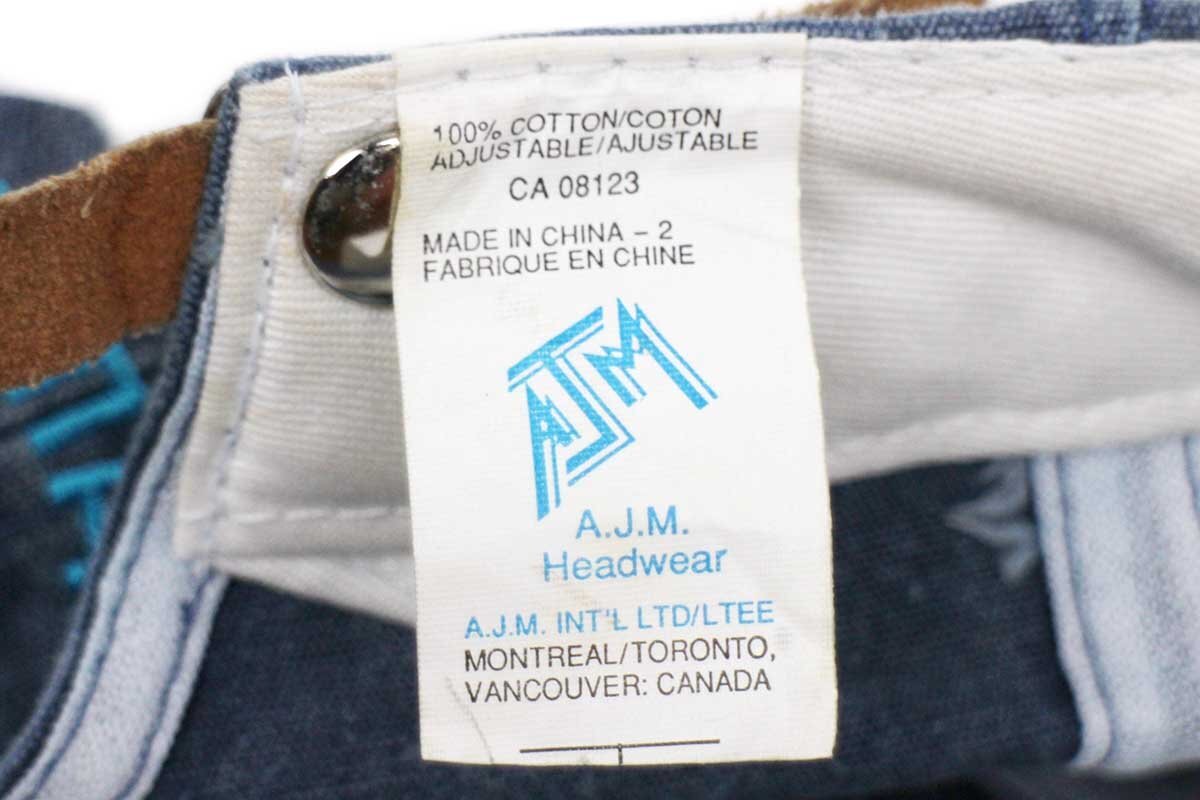 100% COTTON/COTON
ADJUSTABLE/AJUSTABLE
CA 08123
MADE IN CHINA – 2
FABRIQUE EN CHINE
AJM
A.J.M.
Headwear
A.J.M. INT'L LTD/LTEE
MONTREAL/TORONTO,
VANCOUVER: CANADA